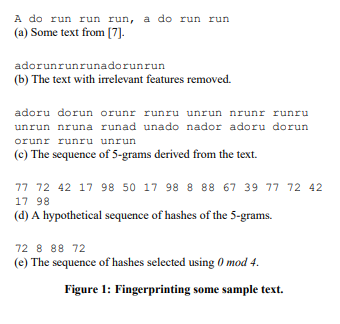 A do run run run, a do run run
(a) Some text from [7].
adorunrunrunadorunrun
(b) The text with irrelevant features removed.
adoru dorun orunr runru unrun nrunr runru
unrun nruna runad unado nador adoru dorun
orunr runru unrun
(c) The sequence of 5-grams derived from the text.
77 72 42 17 98 50 17 98 8 88 67 39 77 72 42
17 98
(d) A hypothetical sequence of hashes of the 5-grams.
72 8 88 72
(e) The sequence of hashes selected using 0 mod 4.
Figure 1: Fingerprinting some sample text.